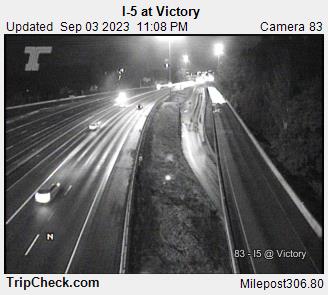 I-5 at Victory
Updated  Sep 03 2023  11:08 PM
Camera 83
T
N
83 - I5 @ Victory
TripCheck.com
Milepost306.80